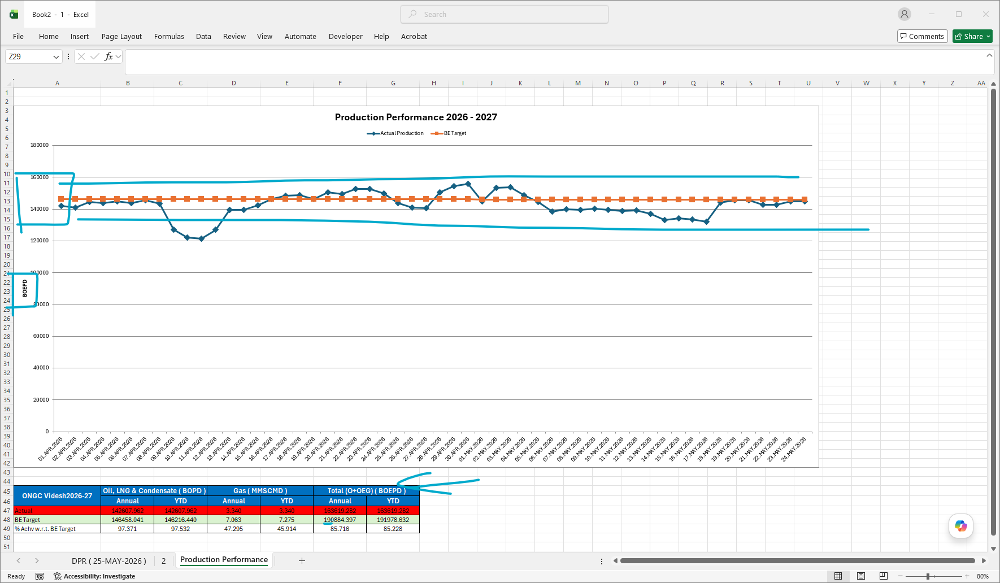 Book2 - 1 - Excel
Search
File Home Insert Page Layout Formulas Data Review View Automate Developer Help Acrobat
Comments Share
Z29
fx
A B C D E F G H I J K L M N O P Q R S T U V W X Y Z AA
1
2
3
4
5
6
7
8
9
10
11
12
13
14
15
16
17
18
19
20
21
22
23
24
25
26
27
28
29
30
31
32
33
34
35
36
37
38
39
40
41
42
43
44
45
46
47
48
49
50
51
Production Performance 2026 - 2027
Actual Production BE Target
180000
160000
140000
120000
100000
80000
60000
40000
20000
0
BOEPD
01.APR.2026
02.APR.2026
03.APR.2026
04.APR.2026
05.APR.2026
06.APR.2026
07.APR.2026
08.APR.2026
09.APR.2026
10.APR.2026
11.APR.2026
12.APR.2026
13.APR.2026
14.APR.2026
15.APR.2026
16.APR.2026
17.APR.2026
18.APR.2026
19.APR.2026
20.APR.2026
21.APR.2026
22.APR.2026
23.APR.2026
24.APR.2026
25.APR.2026
26.APR.2026
27.APR.2026
28.APR.2026
29.APR.2026
30.APR.2026
01.MAY.2026
02.MAY.2026
03.MAY.2026
04.MAY.2026
05.MAY.2026
06.MAY.2026
07.MAY.2026
08.MAY.2026
09.MAY.2026
10.MAY.2026
11.MAY.2026
12.MAY.2026
13.MAY.2026
14.MAY.2026
15.MAY.2026
16.MAY.2026
17.MAY.2026
18.MAY.2026
19.MAY.2026
20.MAY.2026
21.MAY.2026
22.MAY.2026
23.MAY.2026
24.MAY.2026
ONGC Videsh2026-27 Oil, LNG & Condensate ( BOPD ) Gas ( MMSCMD ) Total (O+OEG) ( BOEPD )
Annual YTD Annual YTD Annual YTD
Actual 142607.962 142607.962 3.340 3.340 163619.262 163619.262
BE Target 146458.041 146216.440 7.063 7.275 190884.397 191978.632
% Achv w.r.t. BE Target 97.371 97.532 47.295 45.914 85.716 85.228
DPR ( 25-MAY-2026 ) 2 Production Performance
Ready Accessibility: Investigate 80%